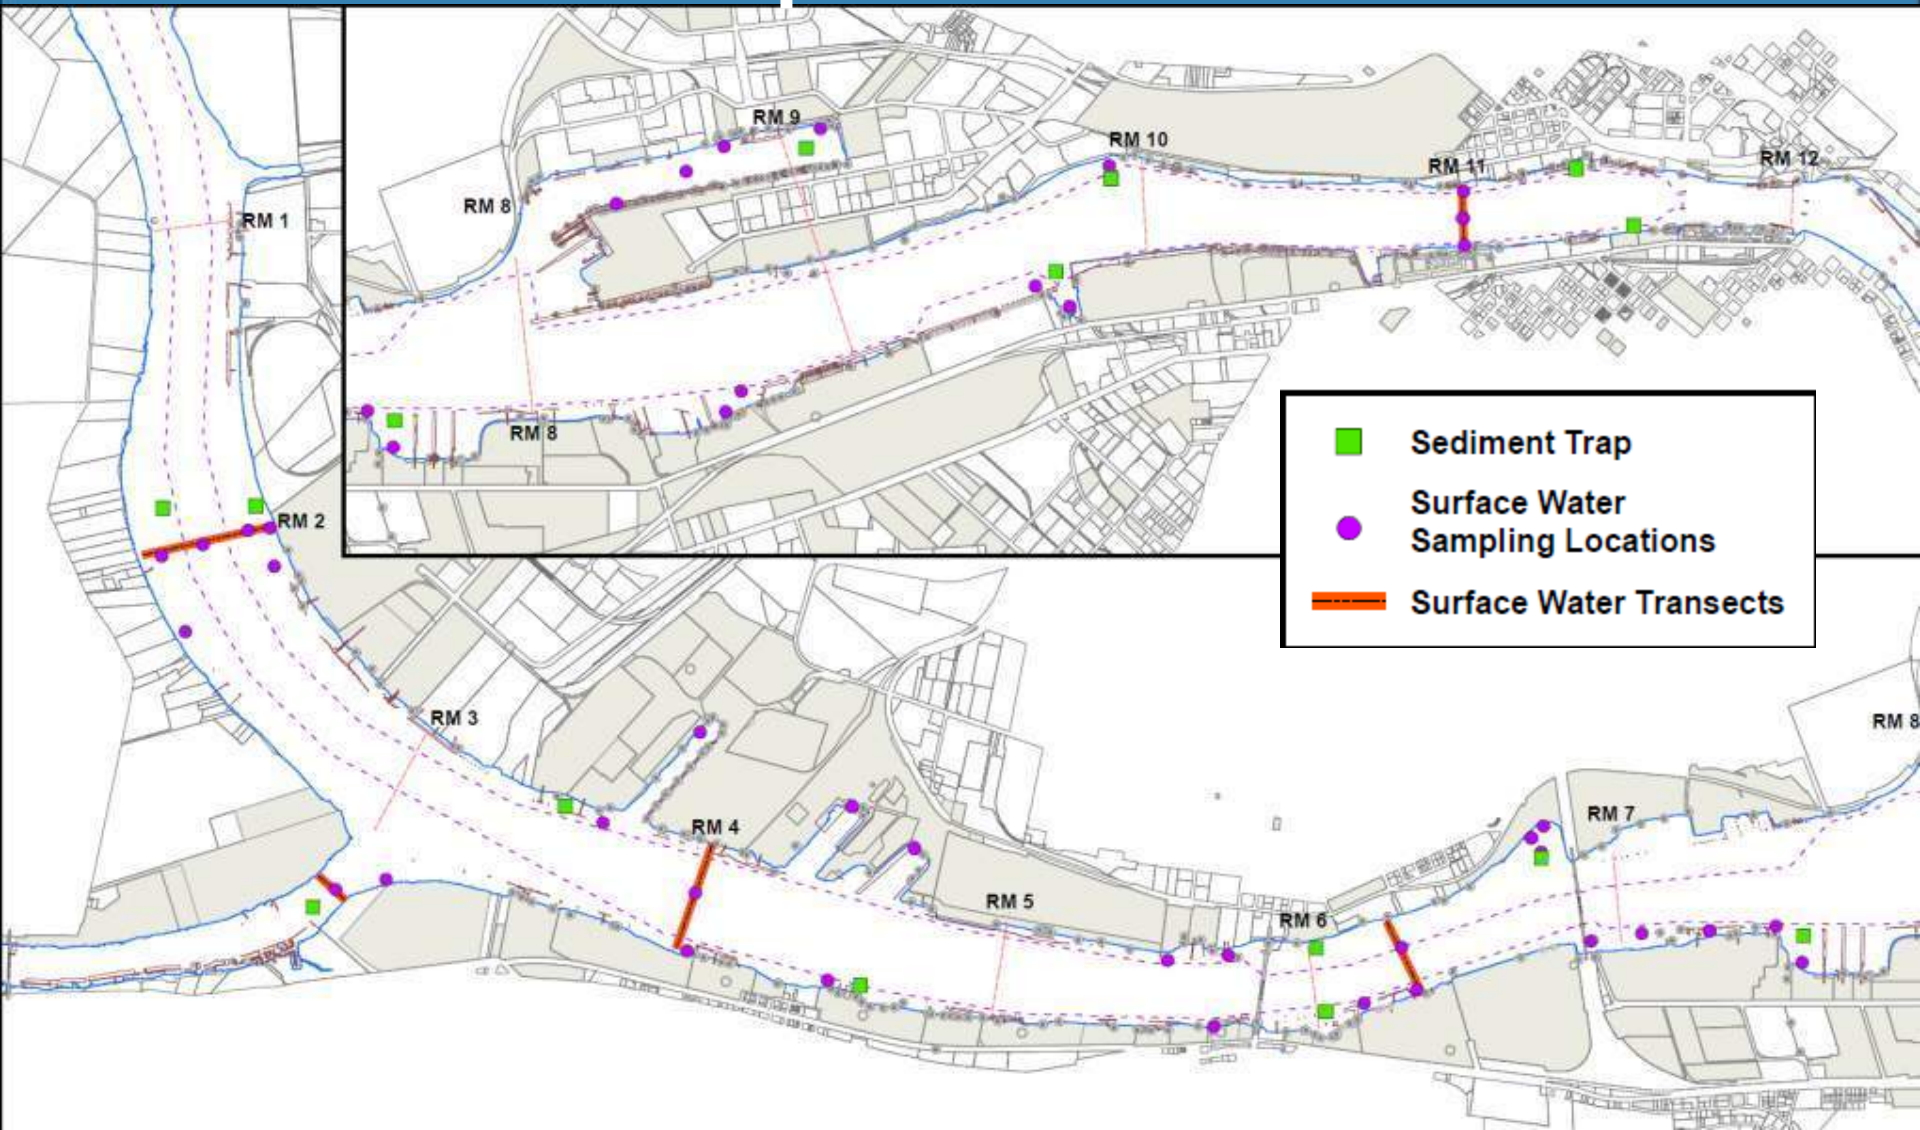 RM 9
RM 10
RM 11
RM 12
RM 8
RM 1
RM 8
Sediment Trap
Surface Water
Sampling Locations
Surface Water Transects
RM 2
RM 3
RM 8
RM 4
RM 7
RM 5
RM 6